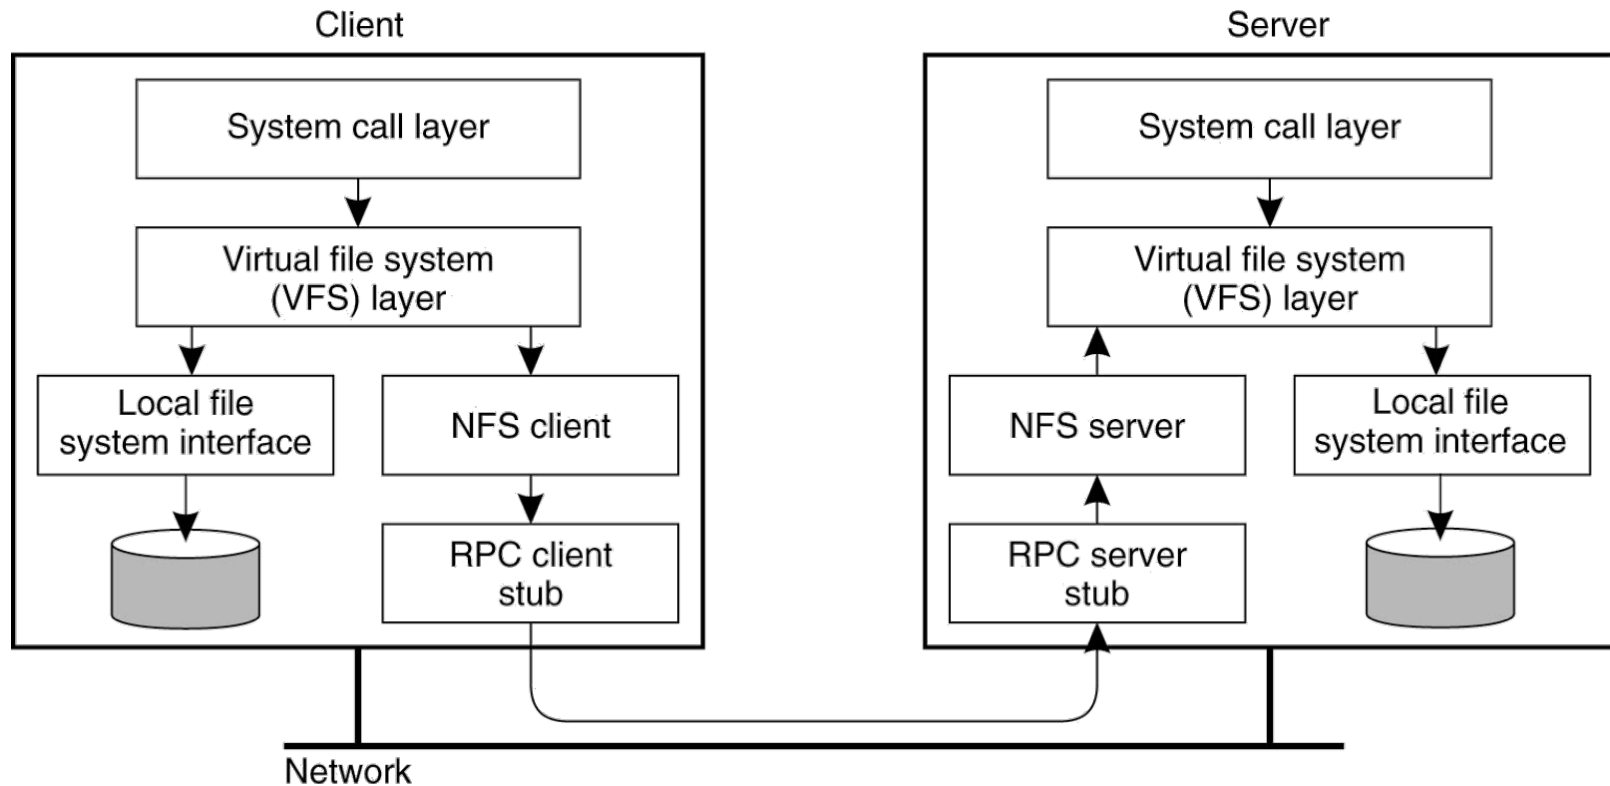 Client
Server
System call layer
Virtual file system
(VFS) layer
Local file
system interface
NFS client
RPC client
stub
System call layer
Virtual file system
(VFS) layer
NFS server
Local file
system interface
RPC server
stub
Network